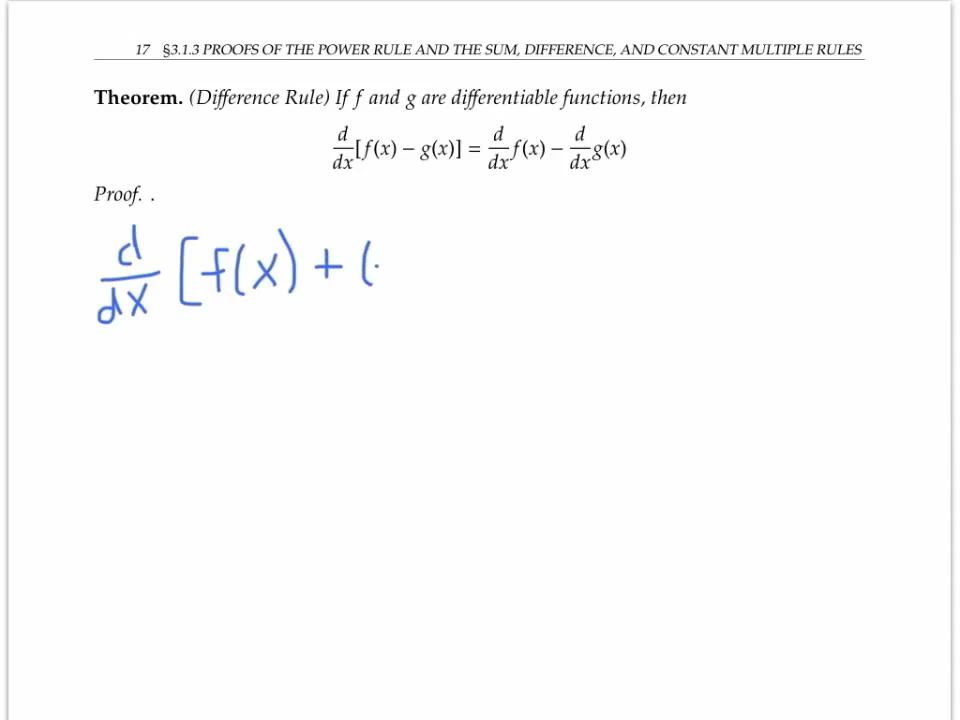 17 §3.1.3 PROOFS OF THE POWER RULE AND THE SUM, DIFFERENCE, AND CONSTANT MULTIPLE RULES
Theorem. (Difference Rule) If f and g are differentiable functions, then
d/dx[f(x) − g(x)] = d/dx f(x) − d/dx g(x)
Proof. .
d/dx [f(x) + (